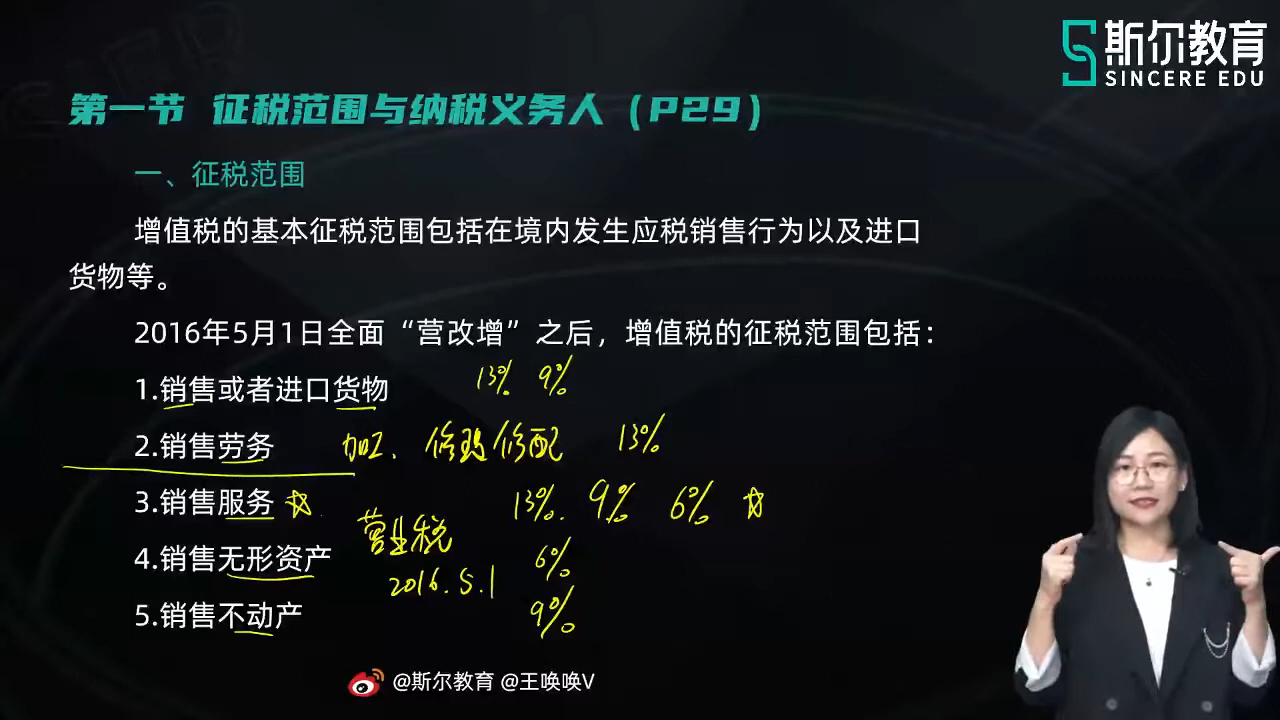 斯尔教育
SINCERE EDU
第一节 征税范围与纳税义务人（P29）
一、征税范围
增值税的基本征税范围包括在境内发生应税销售行为以及进口
货物等。
2016年5月1日全面“营改增”之后，增值税的征税范围包括：
1.销售或者进口货物 13% 9%
2.销售劳务 加工. 修理修配 13%
3.销售服务 13%. 9% 6%
营业税
4.销售无形资产 6%
2016.5.1
5.销售不动产 9%
@斯尔教育 @王唤唤V